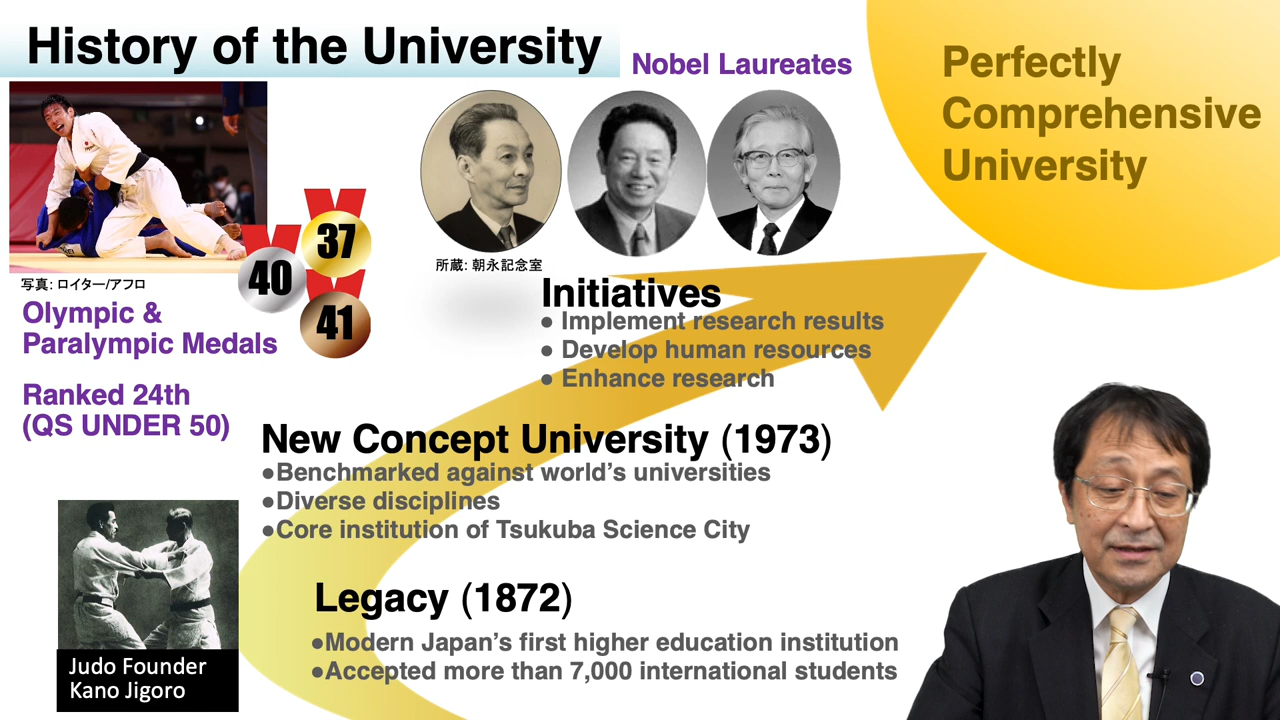 History of the University
Nobel Laureates
Perfectly
Comprehensive
University
37
40
41
写真: ロイター/アフロ
所蔵: 朝永記念室
Olympic &
Paralympic Medals
Ranked 24th
(QS UNDER 50)
Initiatives
● Implement research results
● Develop human resources
● Enhance research
New Concept University (1973)
●Benchmarked against world’s universities
●Diverse disciplines
●Core institution of Tsukuba Science City
Legacy (1872)
●Modern Japan’s first higher education institution
●Accepted more than 7,000 international students
Judo Founder
Kano Jigoro